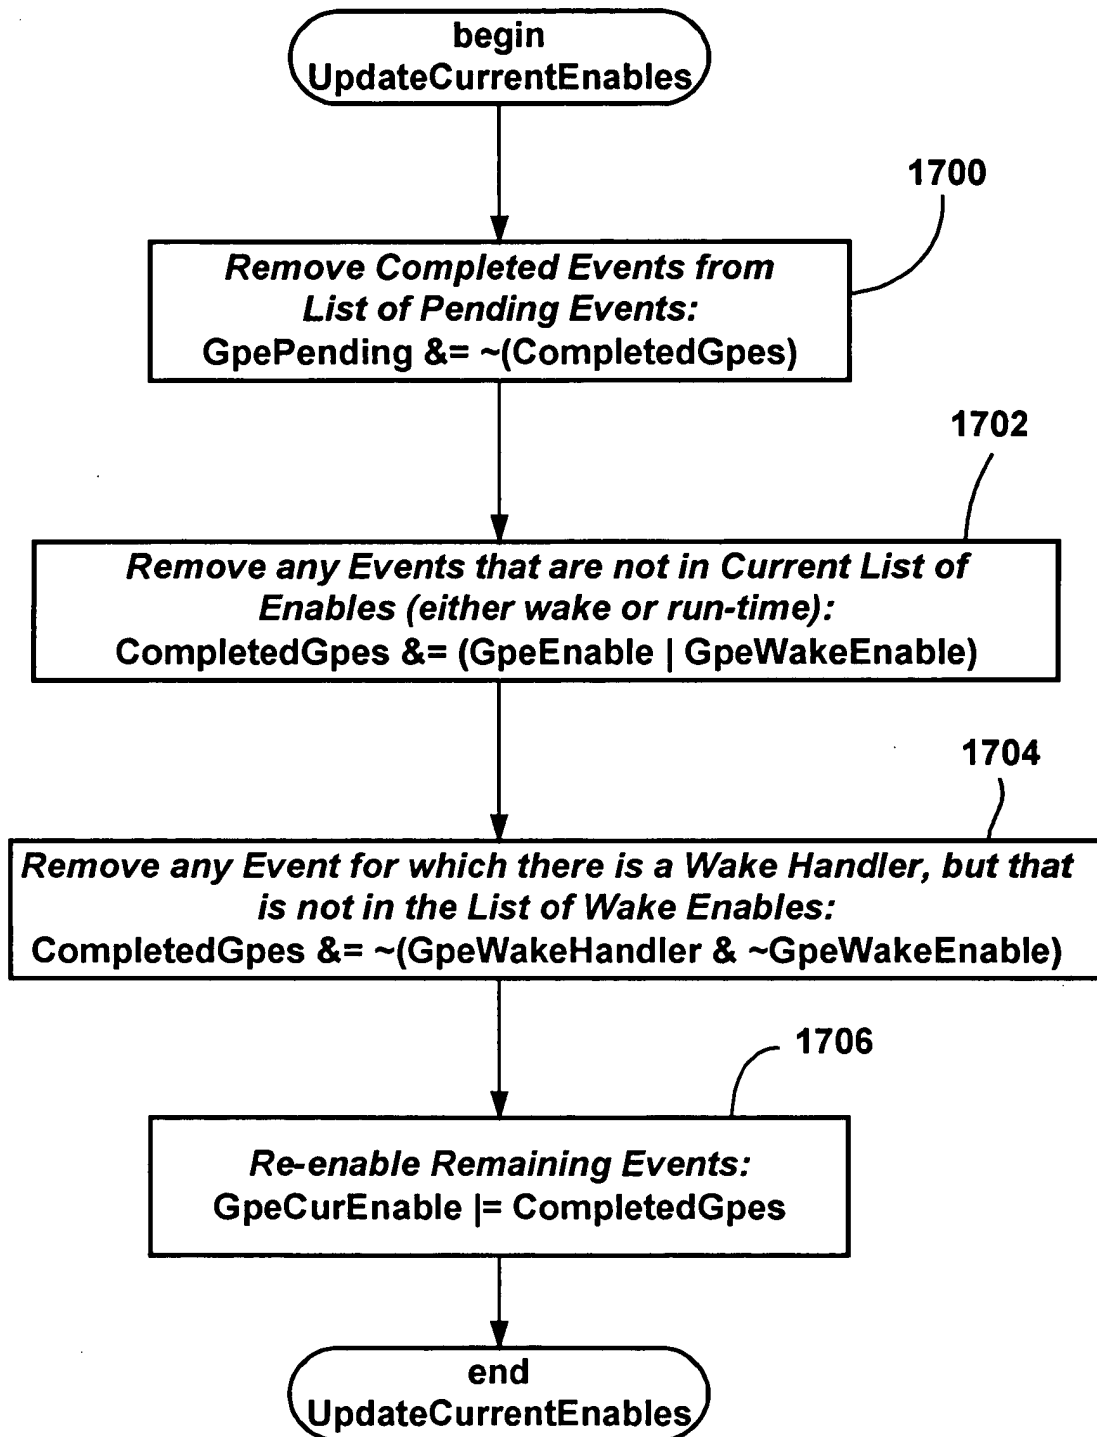 begin
UpdateCurrentEnables
1700
Remove Completed Events from
List of Pending Events:
GpePending &= ~(CompletedGpes)
1702
Remove any Events that are not in Current List of
Enables (either wake or run-time):
CompletedGpes &= (GpeEnable | GpeWakeEnable)
1704
Remove any Event for which there is a Wake Handler, but that
is not in the List of Wake Enables:
CompletedGpes &= ~(GpeWakeHandler & ~GpeWakeEnable)
1706
Re-enable Remaining Events:
GpeCurEnable |= CompletedGpes
end
UpdateCurrentEnables